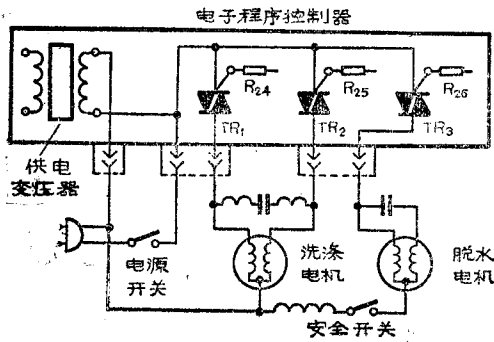 电子程序控制器
R24
R25
R26
TR1
TR2
TR3
供电
变压器
电源
开关
洗涤
电机
脱水
电机
安全开关